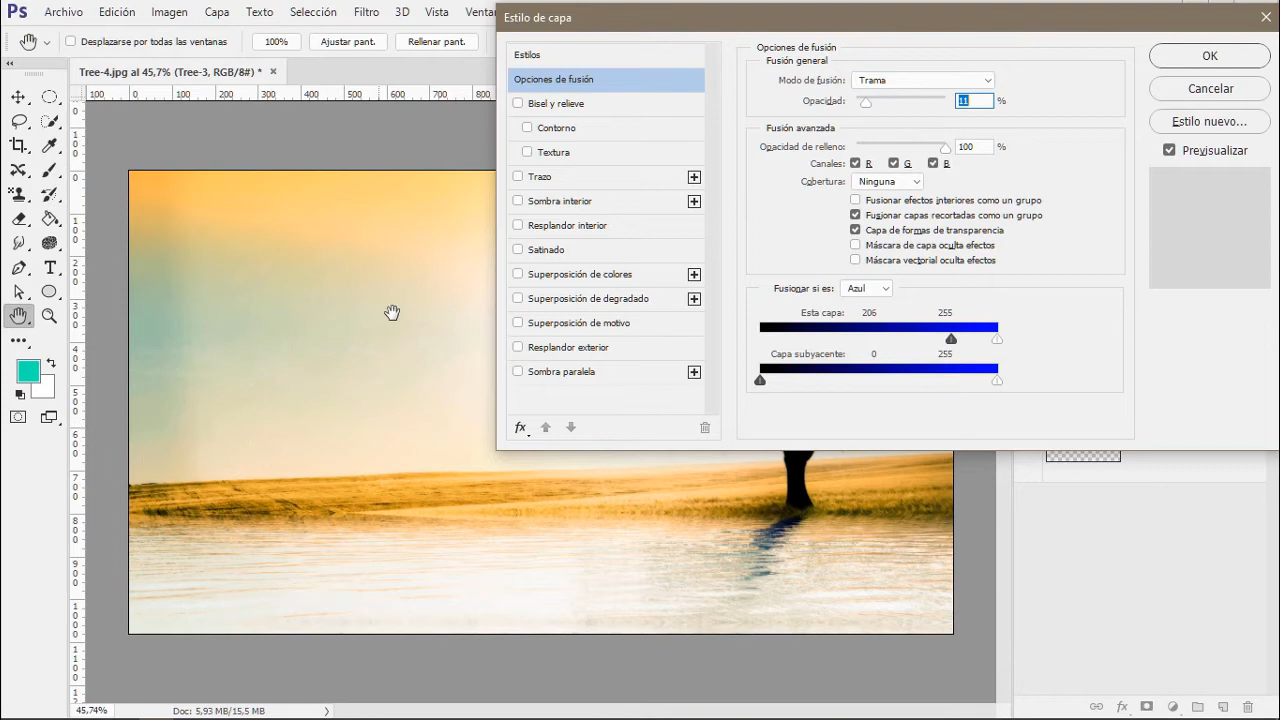 Ps Archivo Edición Imagen Capa Texto Selección Filtro 3D Vista
Estilo de capa
Desplazarse por todas las ventanas 100% Ajustar pant. Rellenar pant.
Tree-4.jpg al 45,7% (Tree-3, RGB/8#) *
100 0 100 200 300 400 500 600 700 800
Estilos
Opciones de fusión
Bisel y relieve
Contorno
Textura
Trazo
Sombra interior
Resplandor interior
Satinado
Superposición de colores
Superposición de degradado
Superposición de motivo
Resplandor exterior
Sombra paralela
fx
Opciones de fusión
Fusión general
Modo de fusión: Trama
Opacidad: 11 %
Fusión avanzada
Opacidad de relleno: 100 %
Canales: R G B
Cobertura: Ninguna
Fusionar efectos interiores como un grupo
Fusionar capas recortadas como un grupo
Capa de formas de transparencia
Máscara de capa oculta efectos
Máscara vectorial oculta efectos
Fusionar si es: Azul
Esta capa: 206 255
Capa subyacente: 0 255
OK
Cancelar
Estilo nuevo...
Previsualizar
45,74% Doc: 5,93 MB/15,5 MB
fx